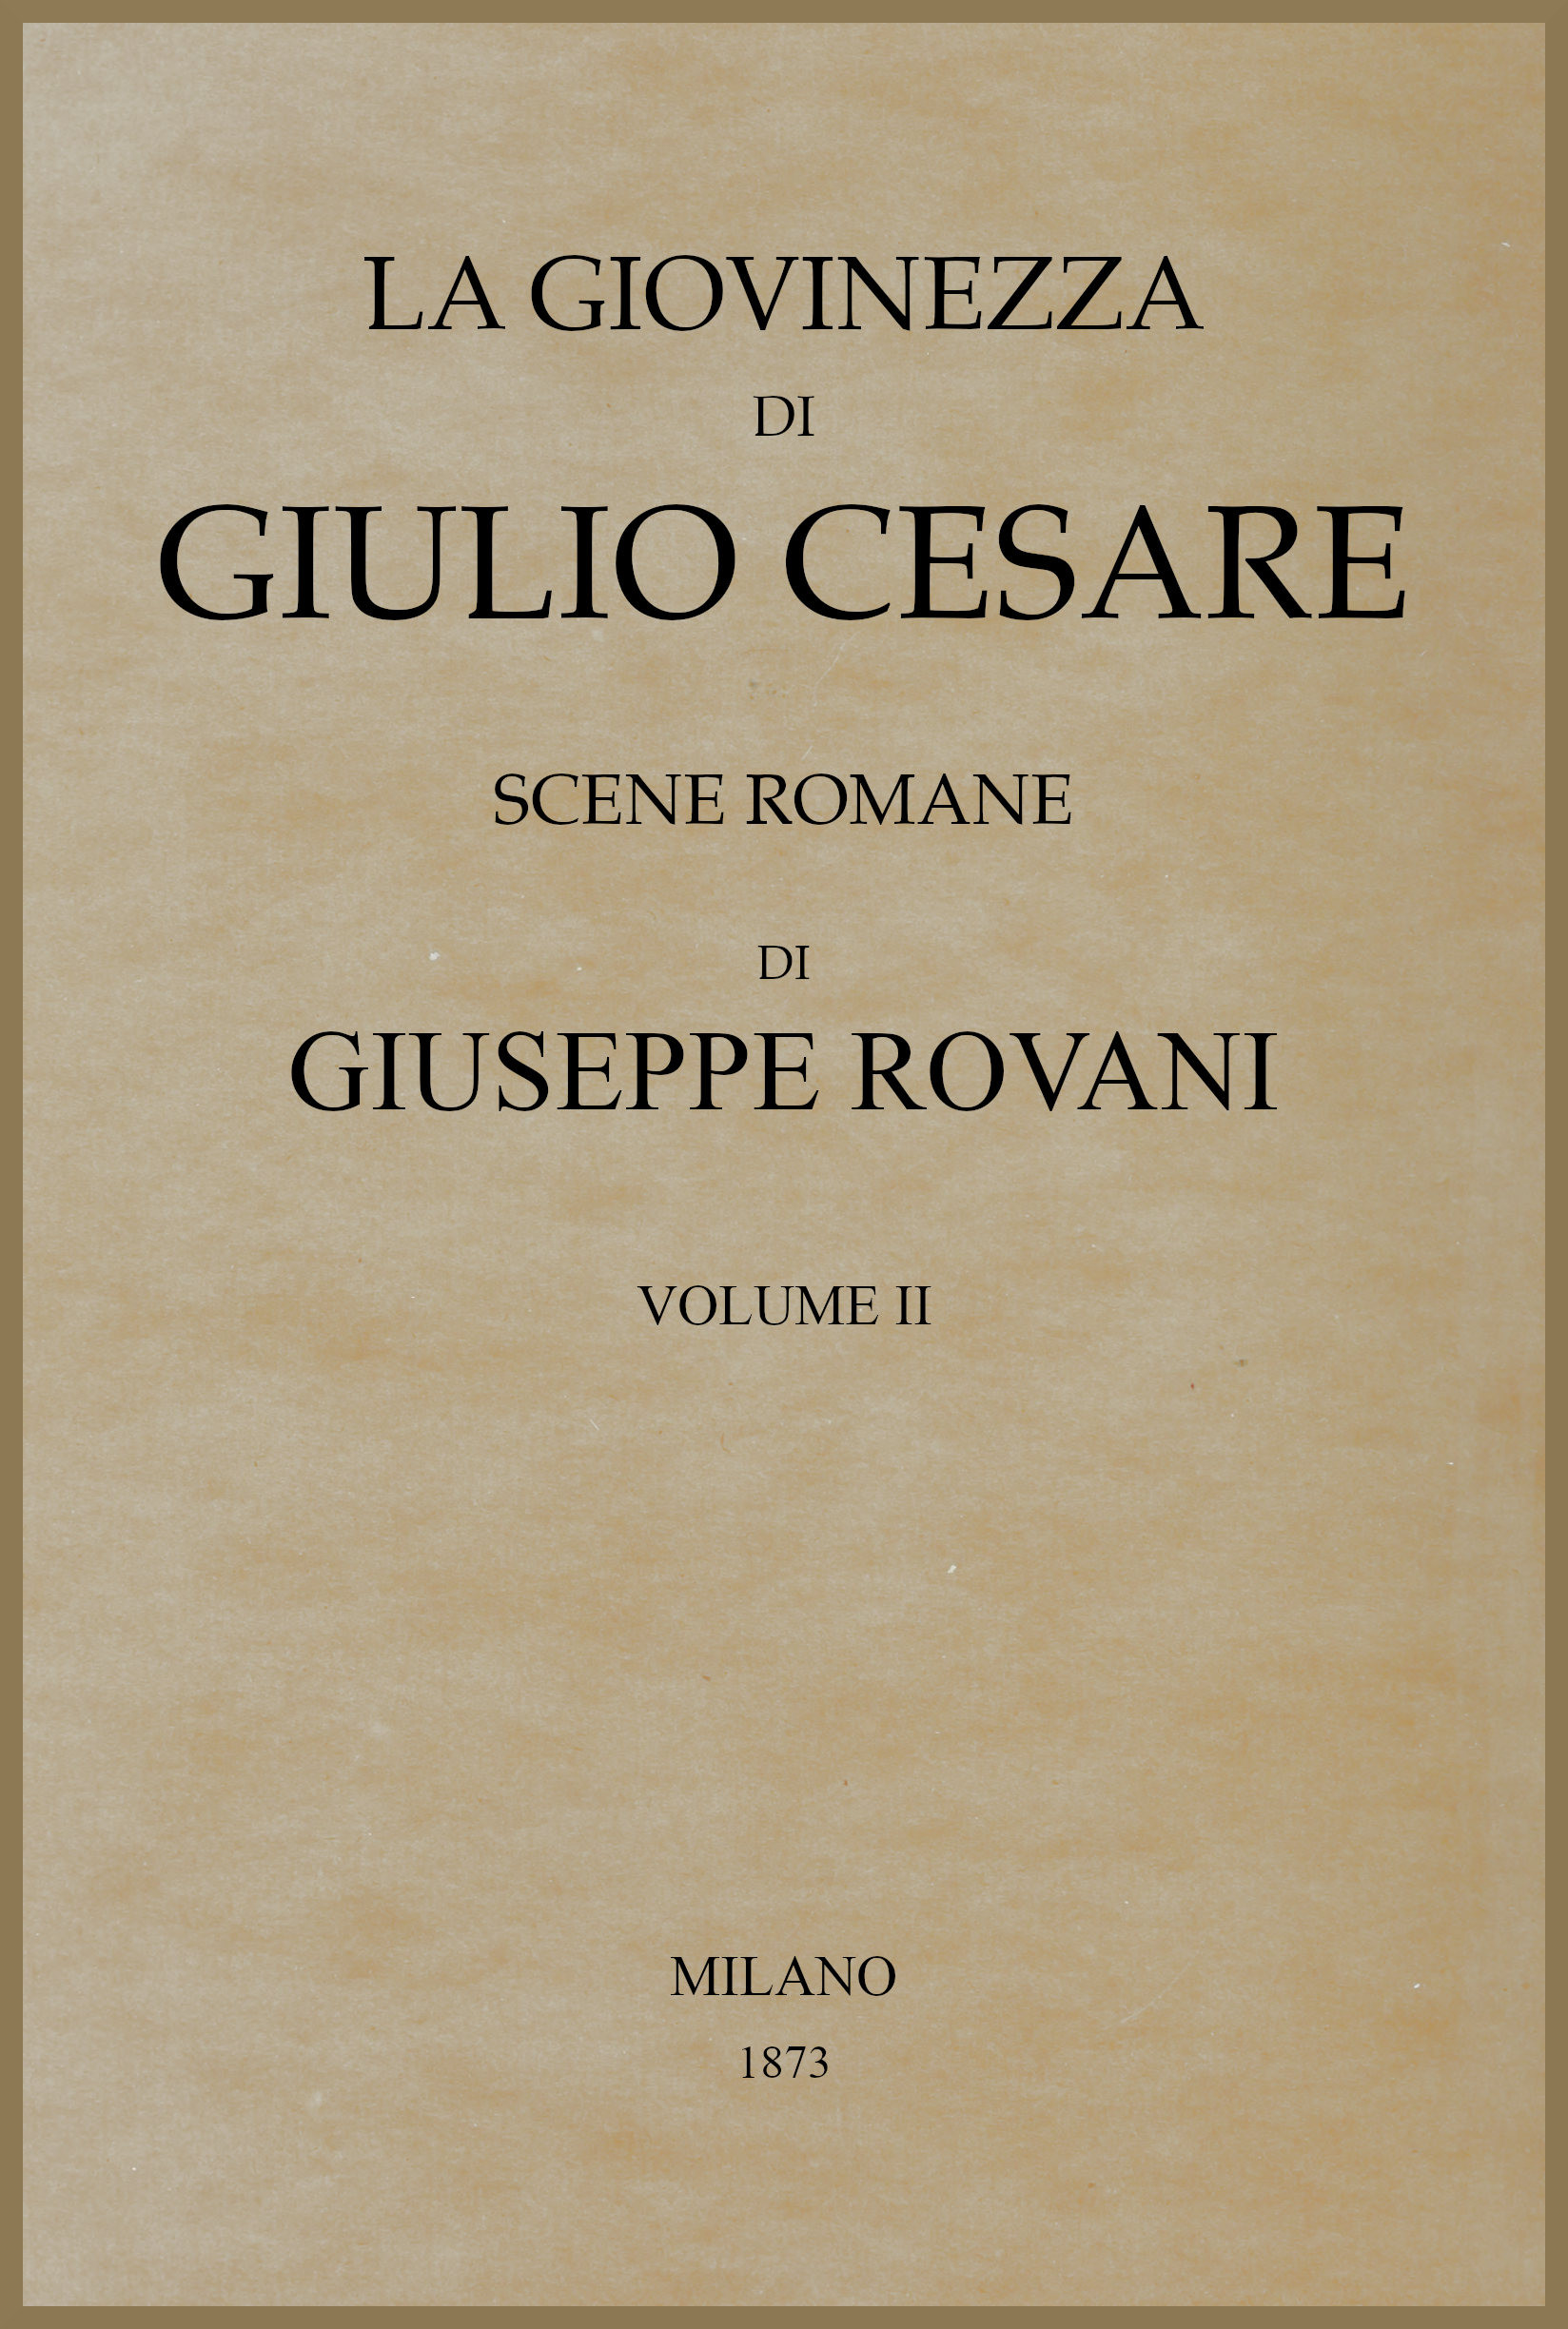 LA GIOVINEZZA
DI
GIULIO CESARE
SCENE ROMANE
DI
GIUSEPPE ROVANI
VOLUME II
MILANO
1873